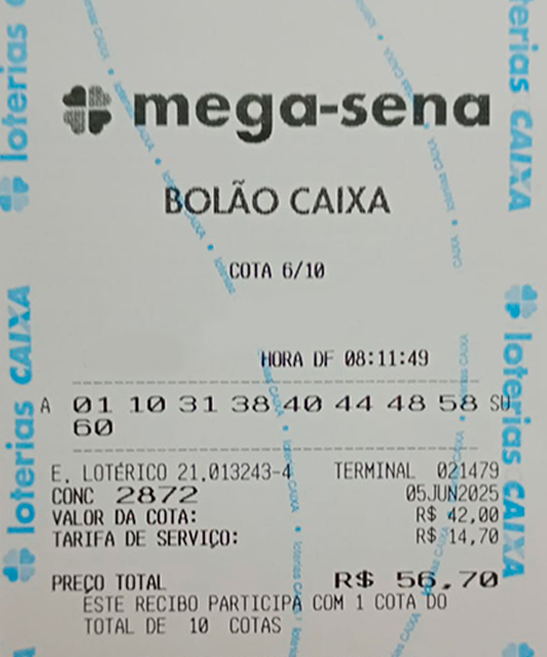 mega-sena
BOLÃO CAIXA
COTA 6/10
HORA DF 08:11:49
A 01 10 31 38 40 44 48 58 SU
60
E. LOTÉRICO 21.013243-4 TERMINAL 021479
CONC 2872 05JUN2025
VALOR DA COTA: R$ 42,00
TARIFA DE SERVIÇO: R$ 14,70
PREÇO TOTAL R$ 56,70
ESTE RECIBO PARTICIPA COM 1 COTA DO
TOTAL DE 10 COTAS
loterias
loterias CAIXA
loterias CAIXA
loterias CAIXA